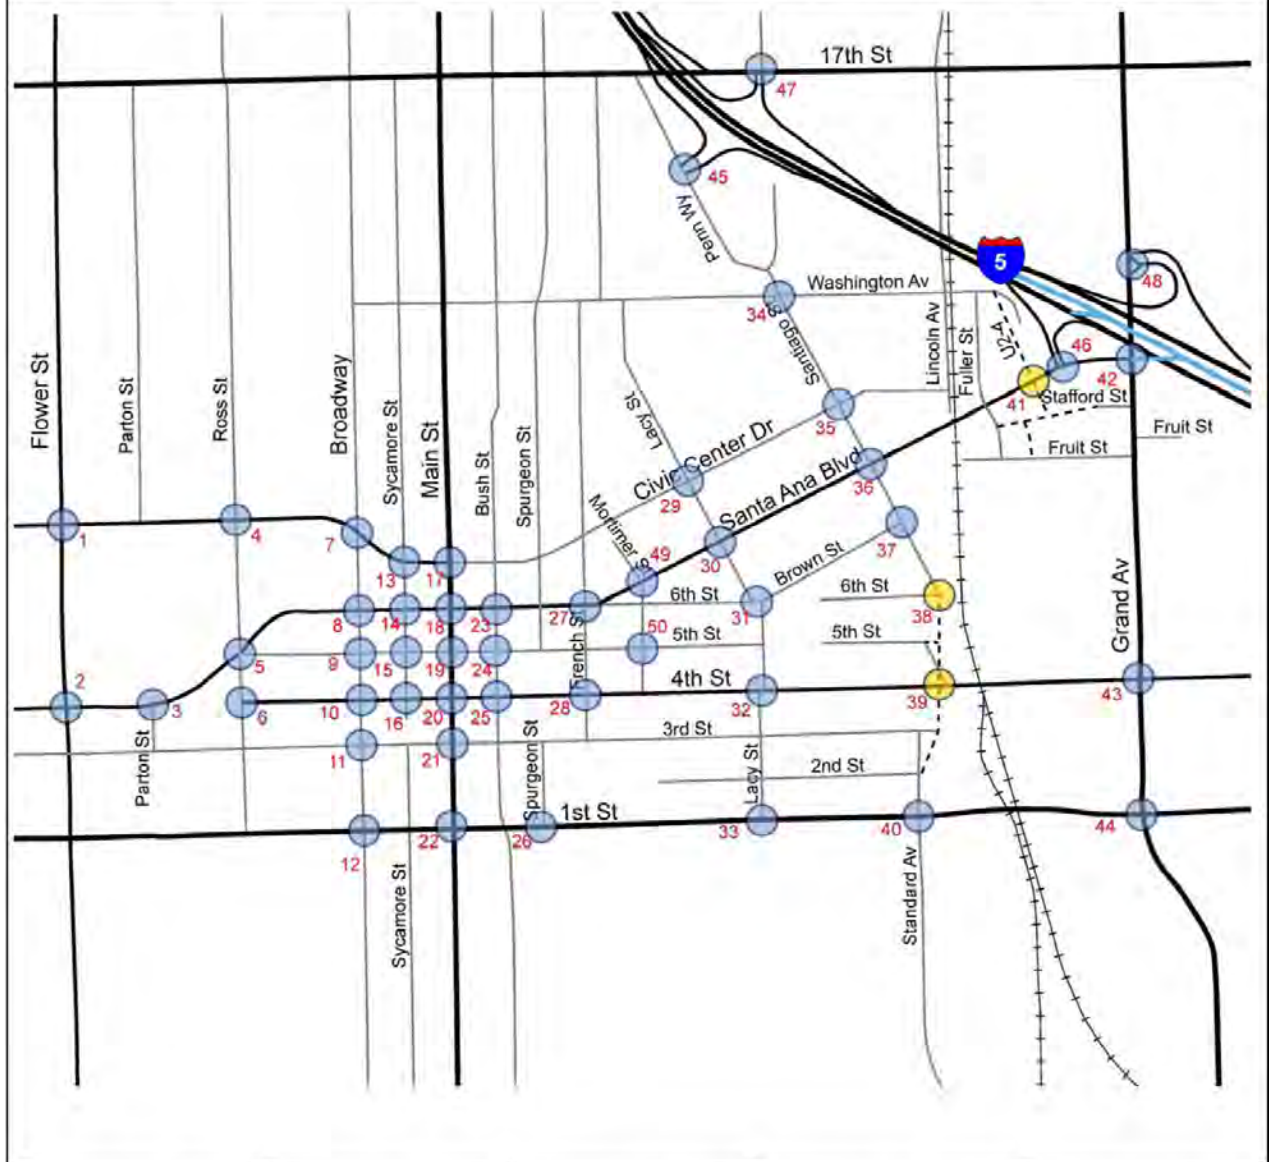 17th St
47
45
Penn Wy
5
48
Washington Av
34
Santiago St
Lincoln Av
Fuller St
U2-A
46
42
41
Stafford St
Fruit St
Fruit St
Flower St
Parton St
Ross St
Broadway
Sycamore St
Main St
Bush St
Spurgeon St
Lacy St
35
Civic Center Dr
29
Santa Ana Blvd
36
Mortimer S
49
30
37
Brown St
1
4
7
13
17
6th St
6th St
38
8
14
18
23
27
31
French St
50
5th St
5th St
Grand Av
5
9
15
19
24
2
3
6
10
16
20
25
28
4th St
32
39
43
Parton St
11
21
Spurgeon St
3rd St
Lacy St
2nd St
1st St
12
22
26
33
40
44
Sycamore St
Standard Av